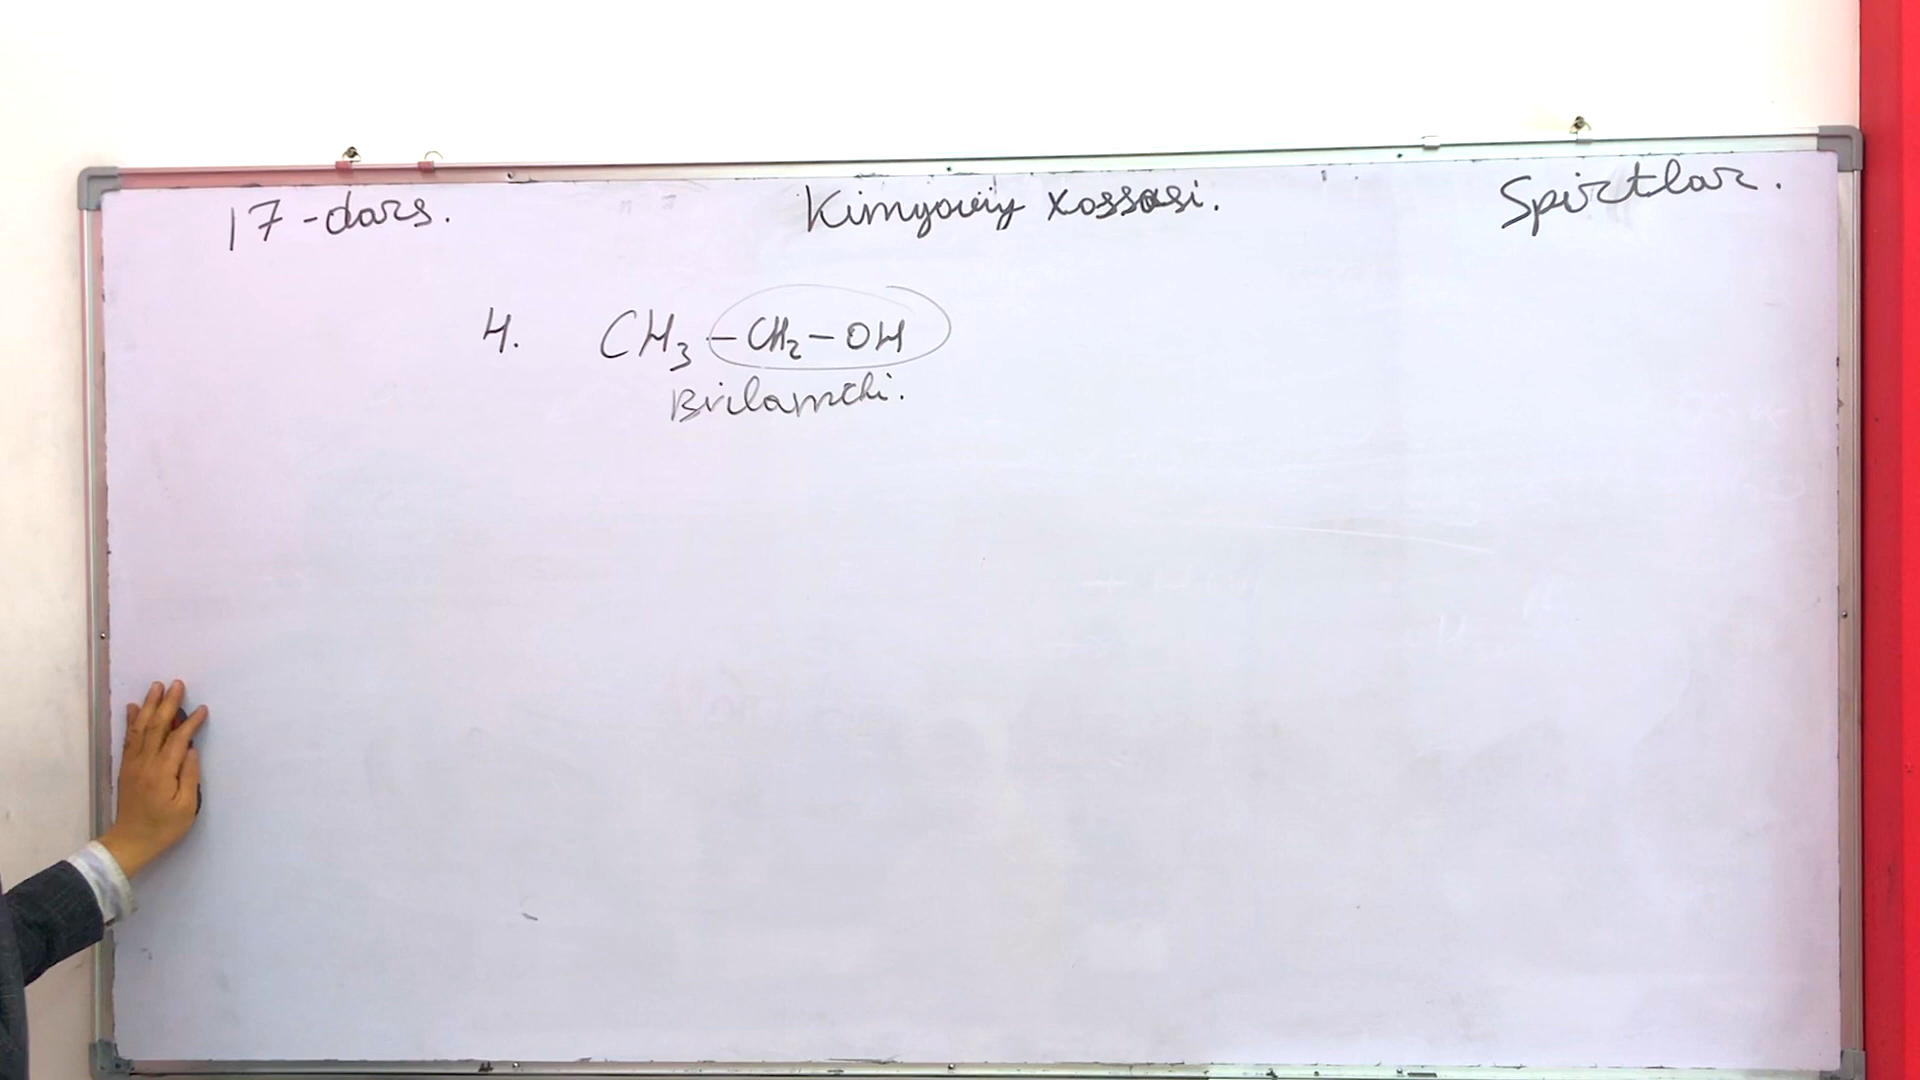 17-dars. Kimyoviy xossasi. Spirtlar.
4. CH₃-CH₂-OH
Birlamchi.